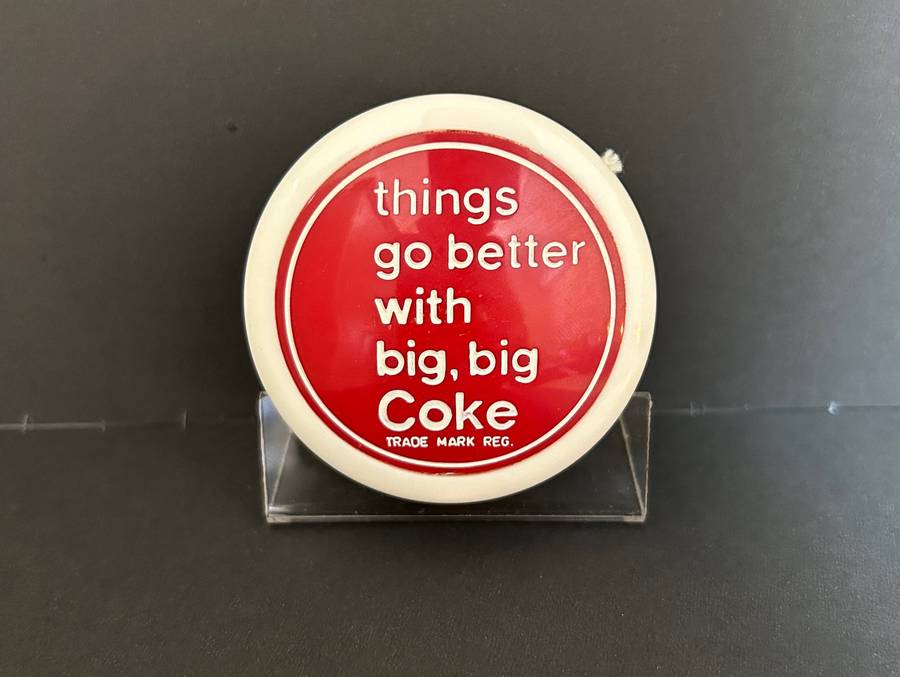 things
go better
with
big, big
Coke
TRADE MARK REG.